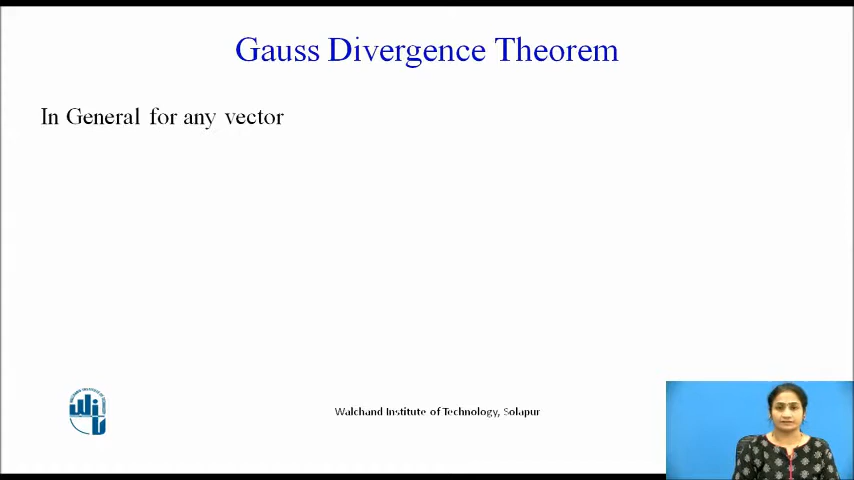 Gauss Divergence Theorem
In General for any vector
Walchand Institute of Technology, Solapur